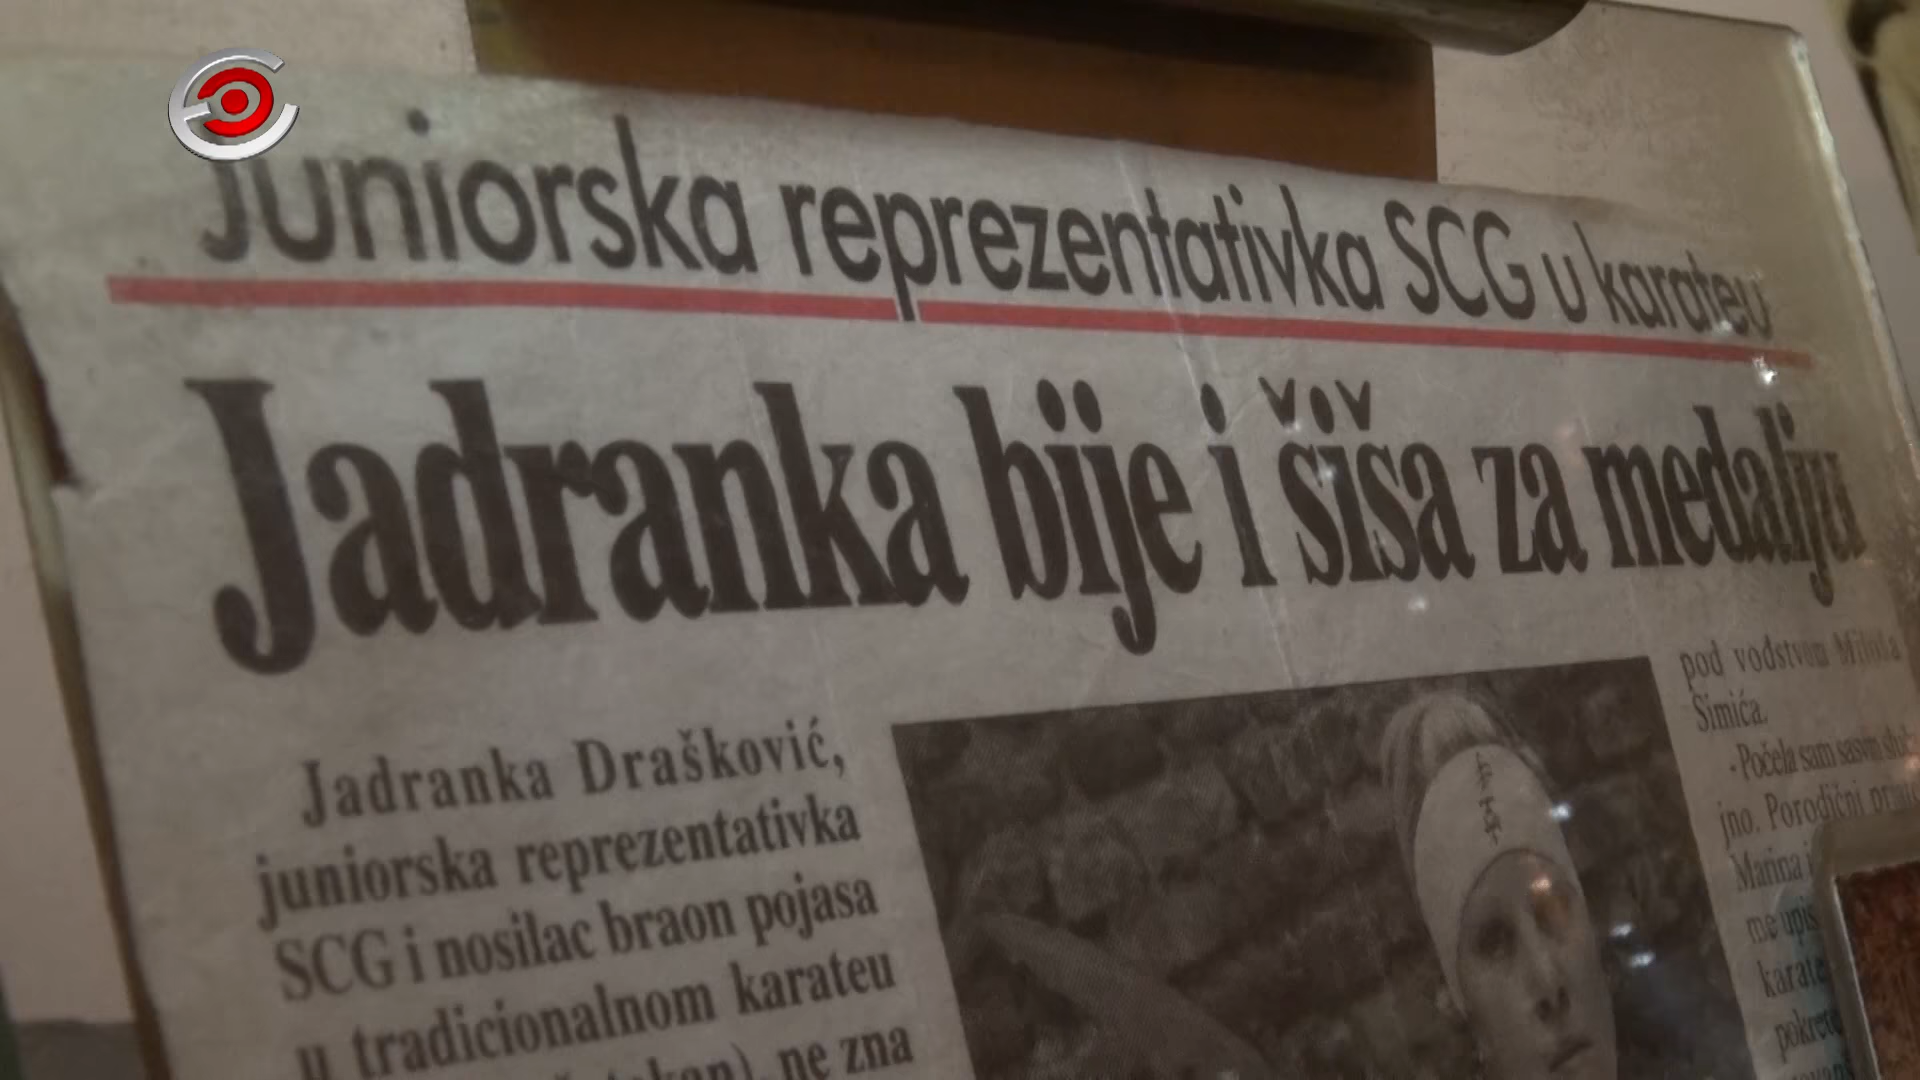 Juniorska reprezentativka SCG u karateu
Jadranka bije i šiša za medalju
Jadranka Drašković,
juniorska reprezentativka
SCG i nosilac braon pojasa
u tradicionalnom karateu
ne zna
pod vodstvom Miloša
Simića.
- Počela sam sasvim
jno. Porodični
Marina
me upis
karate